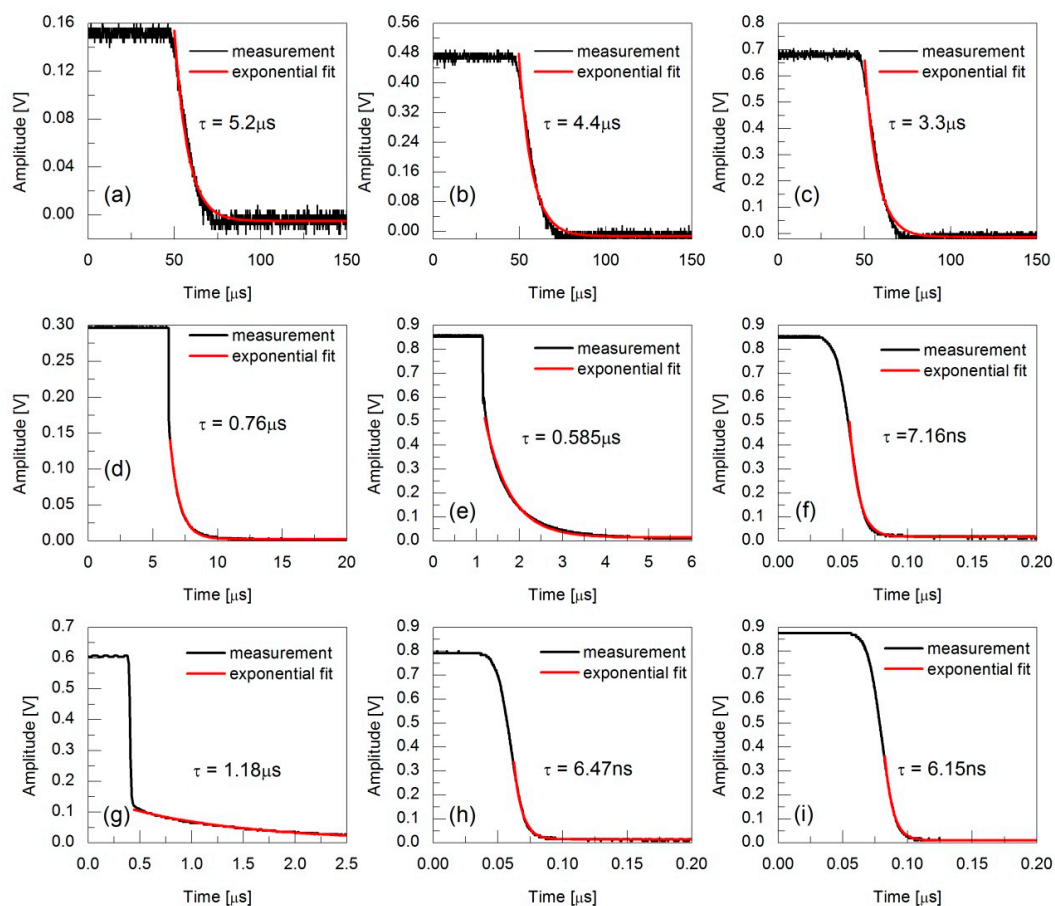 0.16
0.12
0.08
0.04
0.00
Amplitude [V]
measurement
exponential fit
τ = 5.2μs
(a)
0 50 100 150
Time [μs]
0.56
0.48
0.40
0.32
0.24
0.16
0.08
0.00
Amplitude [V]
measurement
exponential fit
τ = 4.4μs
(b)
0 50 100 150
Time [μs]
0.8
0.7
0.6
0.5
0.4
0.3
0.2
0.1
0.0
Amplitude [V]
measurement
exponential fit
τ = 3.3μs
(c)
0 50 100 150
Time [μs]
0.30
0.25
0.20
0.15
0.10
0.05
0.00
Amplitude [V]
measurement
exponential fit
τ = 0.76μs
(d)
0 5 10 15 20
Time [μs]
0.9
0.8
0.7
0.6
0.5
0.4
0.3
0.2
0.1
0.0
Amplitude [V]
measurement
exponential fit
τ = 0.585μs
(e)
0 1 2 3 4 5 6
Time [μs]
0.9
0.8
0.7
0.6
0.5
0.4
0.3
0.2
0.1
0.0
Amplitude [V]
measurement
exponential fit
τ =7.16ns
(f)
0.00 0.05 0.10 0.15 0.20
Time [μs]
0.7
0.6
0.5
0.4
0.3
0.2
0.1
0.0
Amplitude [V]
measurement
exponential fit
τ = 1.18μs
(g)
0.0 0.5 1.0 1.5 2.0 2.5
Time [μs]
0.9
0.8
0.7
0.6
0.5
0.4
0.3
0.2
0.1
0.0
Amplitude [V]
measurement
exponential fit
τ = 6.47ns
(h)
0.00 0.05 0.10 0.15 0.20
Time [μs]
0.9
0.8
0.7
0.6
0.5
0.4
0.3
0.2
0.1
0.0
Amplitude [V]
measurement
exponential fit
τ = 6.15ns
(i)
0.00 0.05 0.10 0.15 0.20
Time [μs]